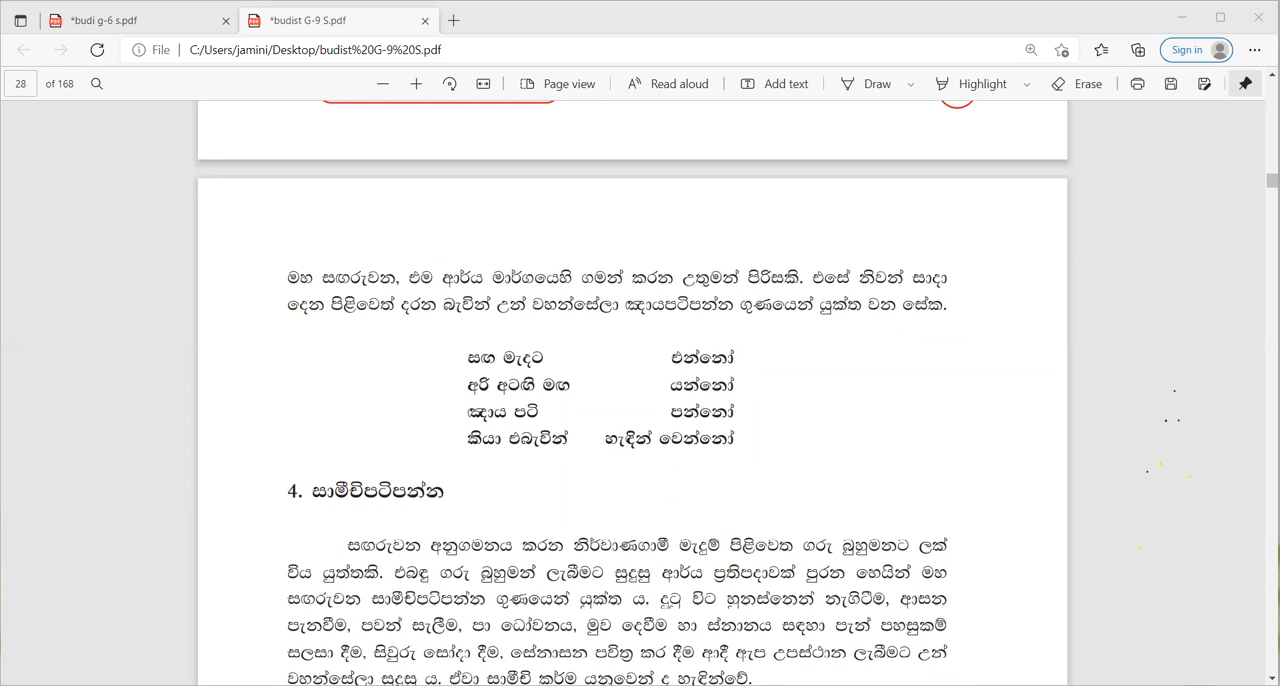 *budi g-6 s.pdf
*budist G-9 S.pdf
File C:/Users/jamini/Desktop/budist%20G-9%20S.pdf Sign in
28 of 168 Page view Read aloud Add text Draw Highlight Erase
මහ සඟරුවන, එම ආර්ය මාර්ගයෙහි ගමන් කරන උතුමන් පිරිසකි. එසේ නිවන් සාදා
දෙන පිළිවෙත් දරන බැවින් උන් වහන්සේලා ඤායපටිපන්න ගුණයෙන් යුක්ත වන සේක.
සඟ මැදට එන්නෝ
අරි අටඟි මඟ යන්නෝ
ඤාය පටි පන්නෝ
කියා එබැවින් හැඳින් වෙන්නෝ
4. සාමීචිපටිපන්න
සඟරුවන අනුගමනය කරන නිර්වාණගාමී මැදුම් පිළිවෙත ගරු බුහුමනට ලක්
විය යුත්තකි. එබඳු ගරු බුහුමන් ලැබීමට සුදුසු ආර්ය ප්‍රතිපදාවක් පුරන හෙයින් මහ
සඟරුවන සාමීචිපටිපන්න ගුණයෙන් යුක්ත ය. දුටු විට හුනස්නෙන් නැගිටීම, ආසන
පැනවීම, පවන් සැලීම, පා ධෝවනය, මුව දෙවීම හා ස්නානය සඳහා පැන් පහසුකම්
සලසා දීම, සිවුරු සෝදා දීම, සේනාසන පවිත්‍ර කර දීම ආදී ඇප උපස්ථාන ලැබීමට උන්
වහන්සේලා සුදුසු ය. ඒවා සාමීචි කර්ම යනුවෙන් ද හැඳින්වේ.